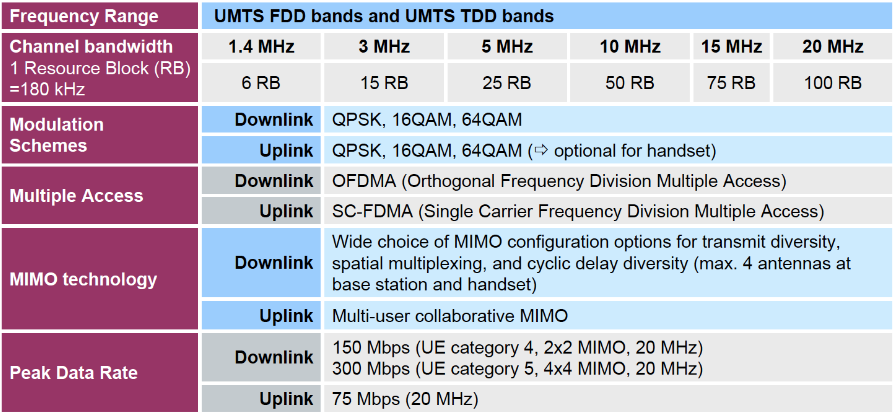 Frequency Range UMTS FDD bands and UMTS TDD bands
Channel bandwidth 1.4 MHz 3 MHz 5 MHz 10 MHz 15 MHz 20 MHz
1 Resource Block (RB)
=180 kHz 6 RB 15 RB 25 RB 50 RB 75 RB 100 RB
Modulation
Schemes
Downlink QPSK, 16QAM, 64QAM
Uplink QPSK, 16QAM, 64QAM (⇨ optional for handset)
Multiple Access
Downlink OFDMA (Orthogonal Frequency Division Multiple Access)
Uplink SC-FDMA (Single Carrier Frequency Division Multiple Access)
MIMO technology
Downlink
Wide choice of MIMO configuration options for transmit diversity,
spatial multiplexing, and cyclic delay diversity (max. 4 antennas at
base station and handset)
Uplink Multi-user collaborative MIMO
Peak Data Rate
Downlink
150 Mbps (UE category 4, 2x2 MIMO, 20 MHz)
300 Mbps (UE category 5, 4x4 MIMO, 20 MHz)
Uplink 75 Mbps (20 MHz)